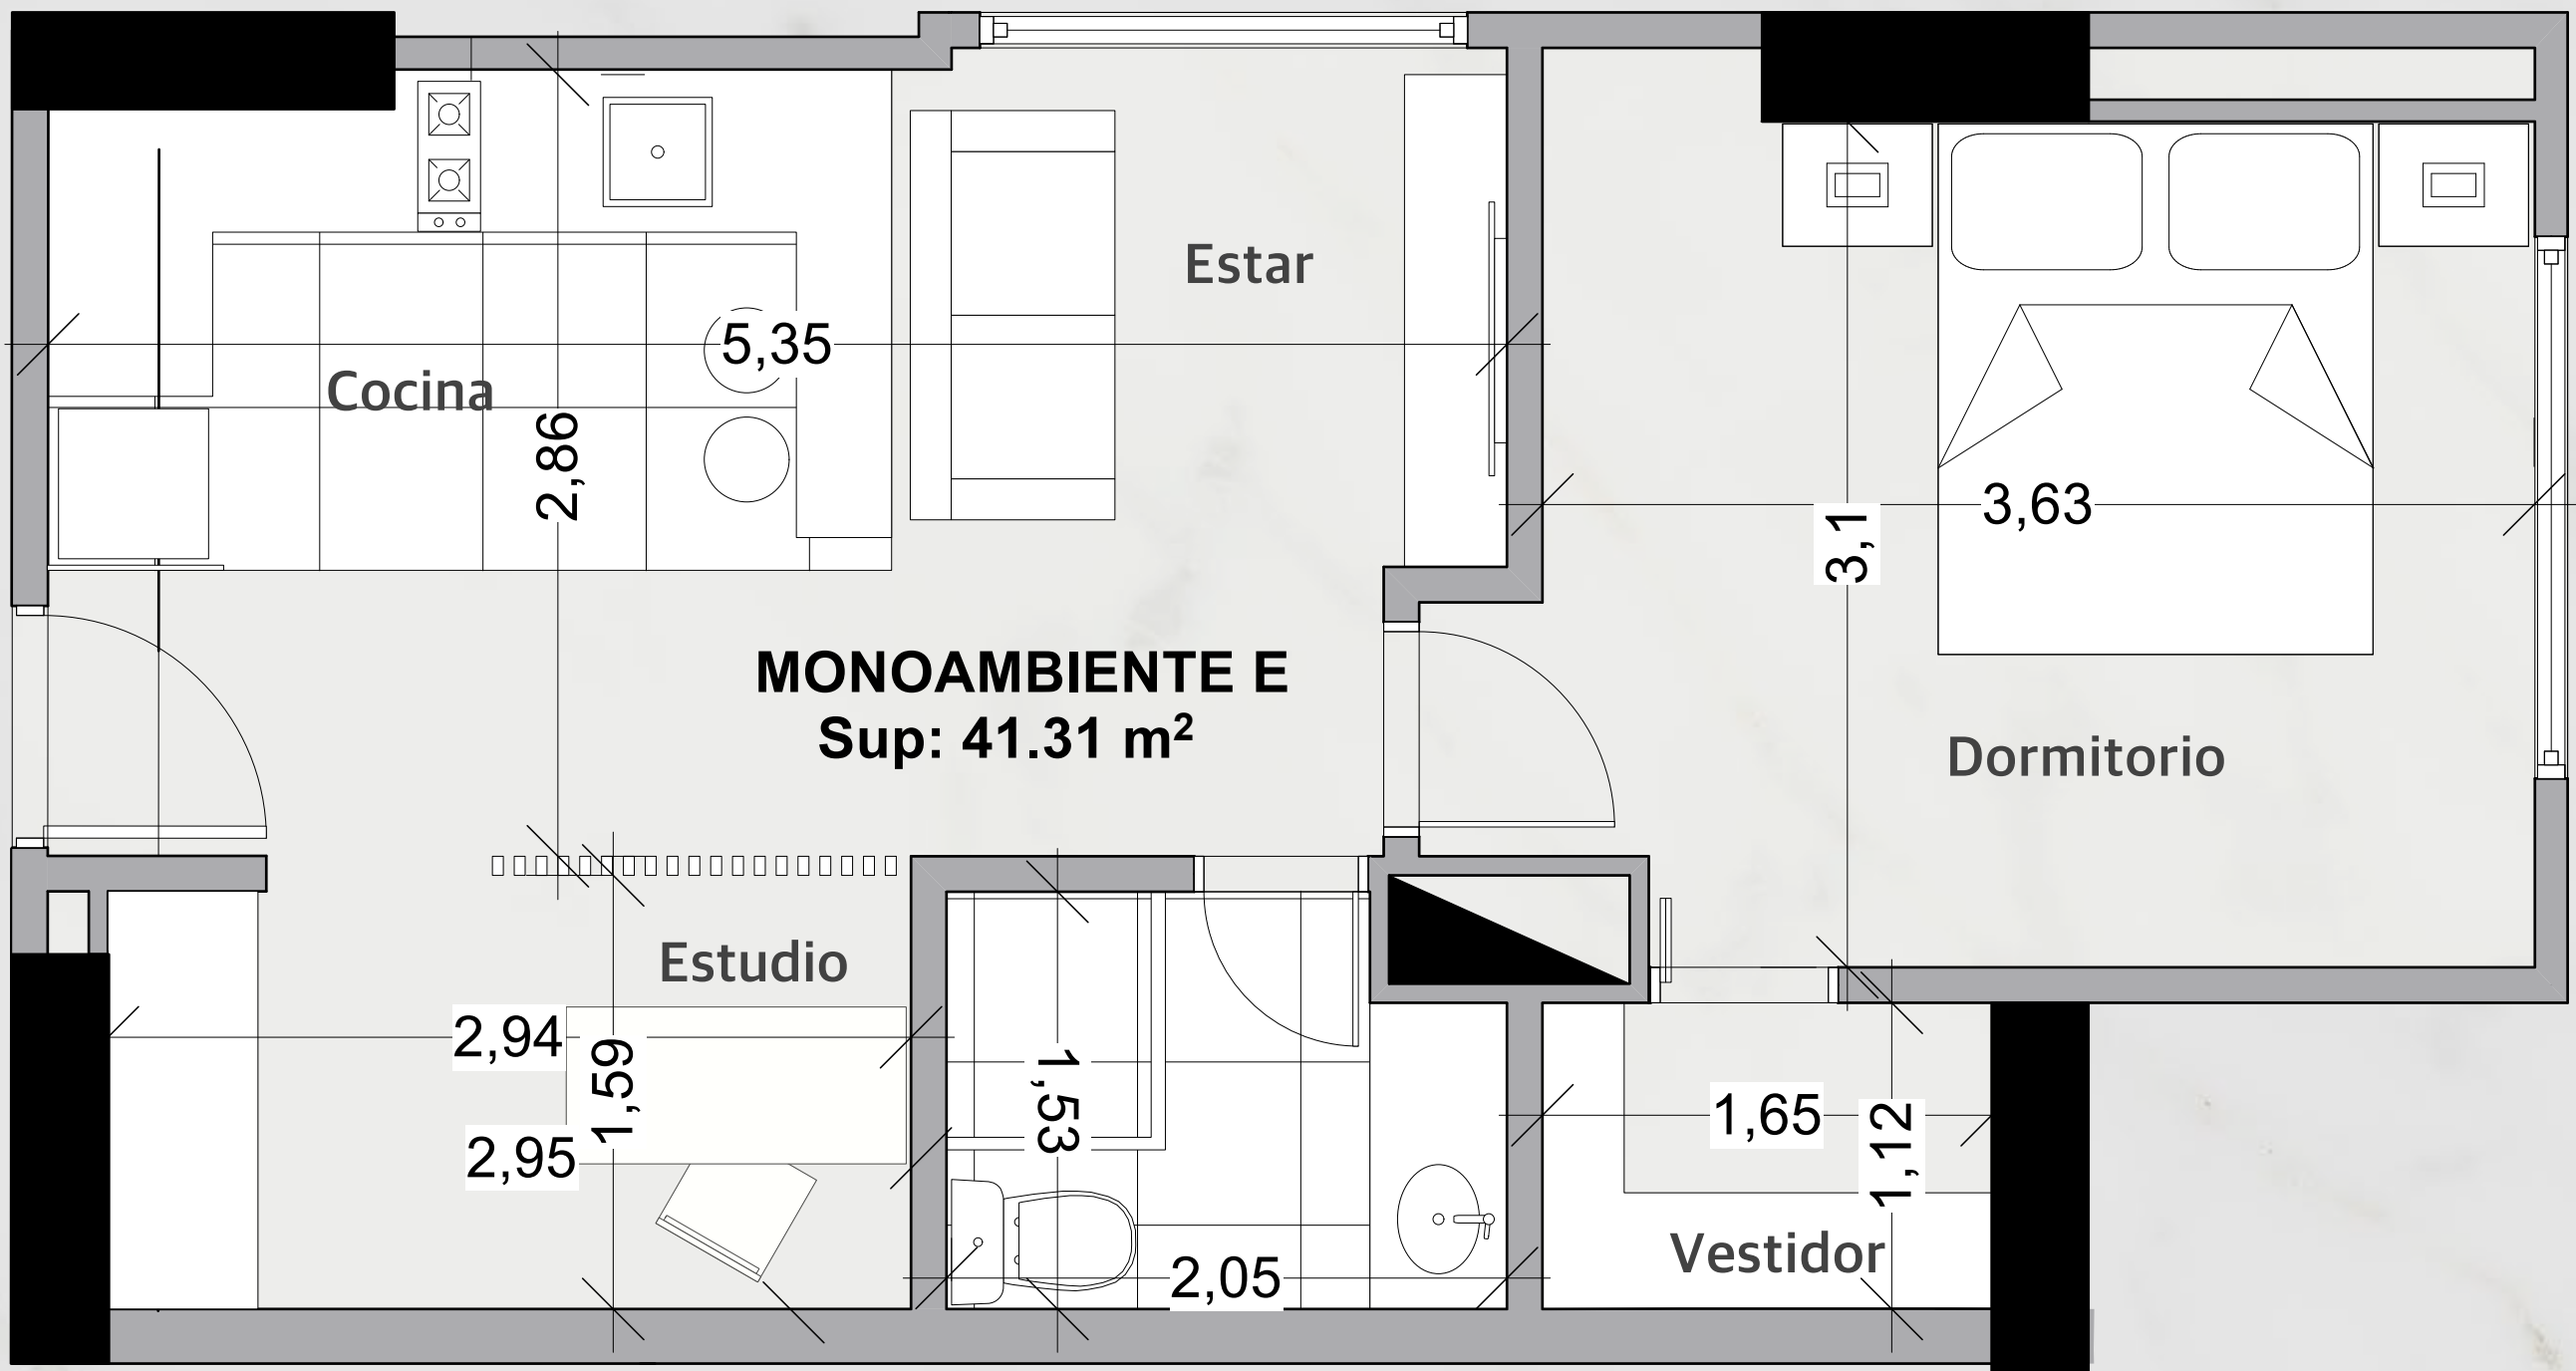 Estar
5,35
Cocina
2,86
3,63
3,1
MONOAMBIENTE E
Sup: 41.31 m²
Dormitorio
Estudio
2,94
1,59
1,53
2,95
1,65
1,12
Vestidor
2,05